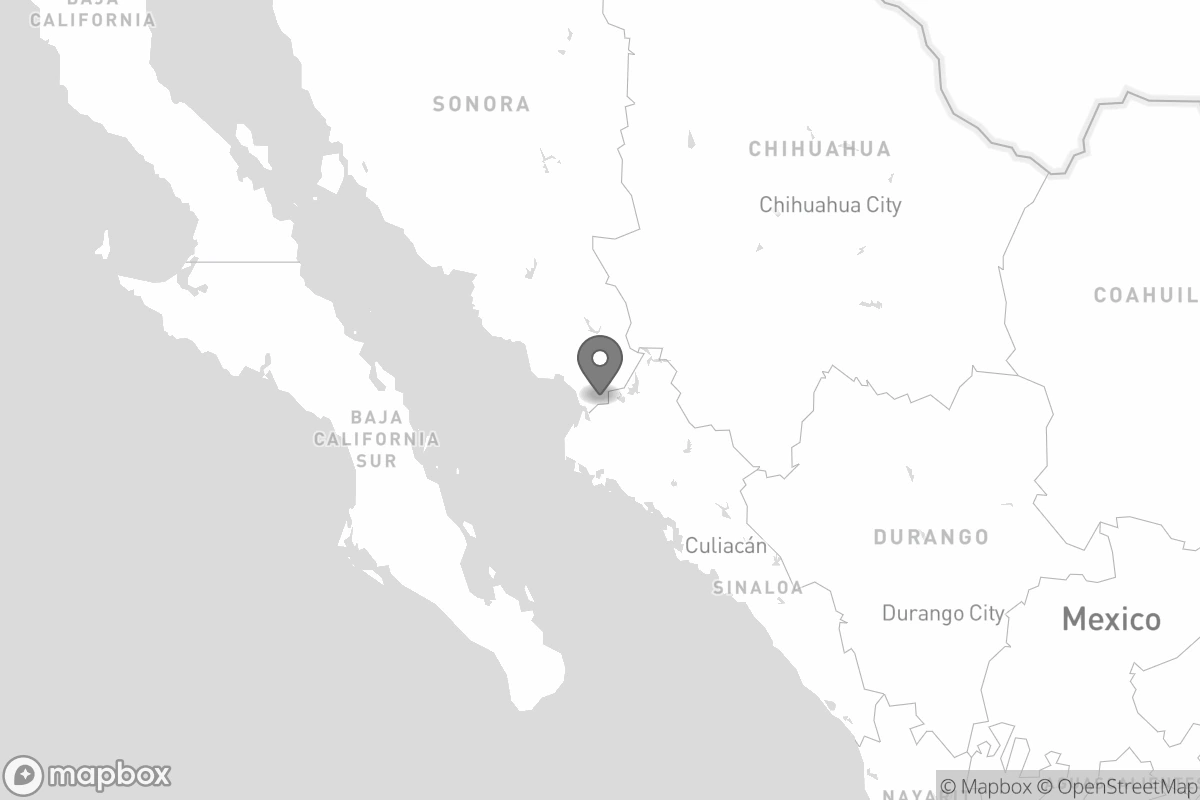 BAJA
CALIFORNIA
SONORA
CHIHUAHUA
Chihuahua City
COAHUIL
BAJA
CALIFORNIA
SUR
Culiacán
DURANGO
SINALOA
Durango City
Mexico
mapbox
© Mapbox © OpenStreetMap
NAYARIT